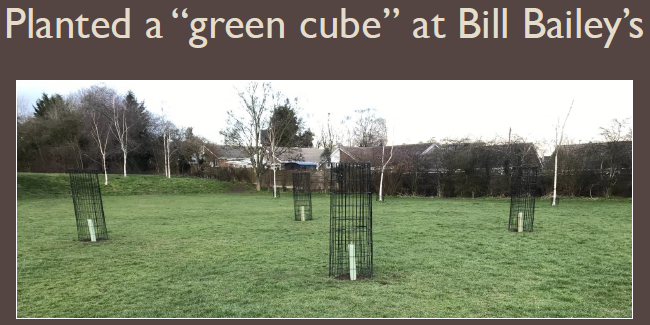 Planted a “green cube” at Bill Bailey’s